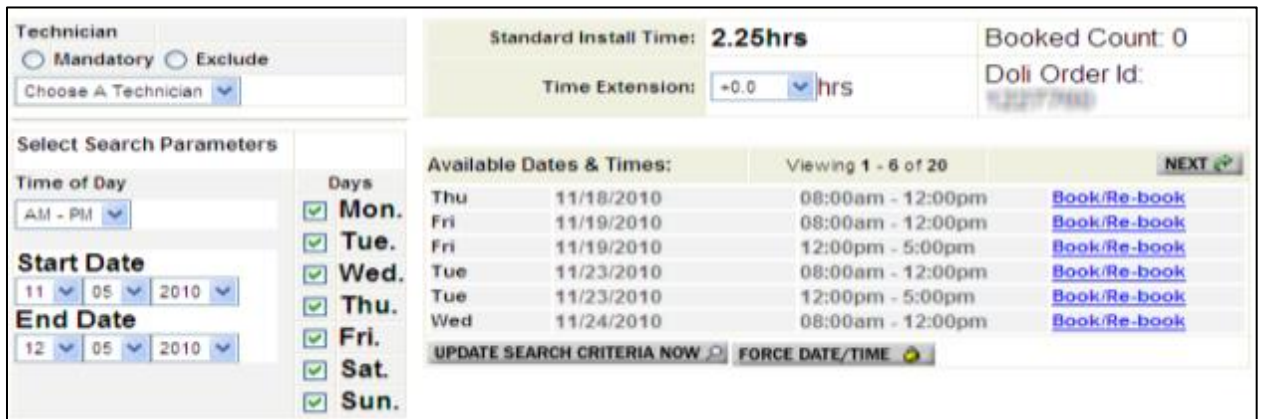 Technician
Mandatory Exclude
Choose A Technician
Standard Install Time: 2.25hrs Booked Count: 0
Time Extension: +0.0 hrs Doli Order Id:
Select Search Parameters
Time of Day Days
AM - PM
Mon.
Tue.
Wed.
Thu.
Fri.
Sat.
Sun.
Start Date
11 05 2010
End Date
12 05 2010
Available Dates & Times: Viewing 1 - 6 of 20 NEXT
Thu 11/18/2010 08:00am - 12:00pm Book/Re-book
Fri 11/19/2010 08:00am - 12:00pm Book/Re-book
Fri 11/19/2010 12:00pm - 5:00pm Book/Re-book
Tue 11/23/2010 08:00am - 12:00pm Book/Re-book
Tue 11/23/2010 12:00pm - 5:00pm Book/Re-book
Wed 11/24/2010 08:00am - 12:00pm Book/Re-book
UPDATE SEARCH CRITERIA NOW FORCE DATE/TIME